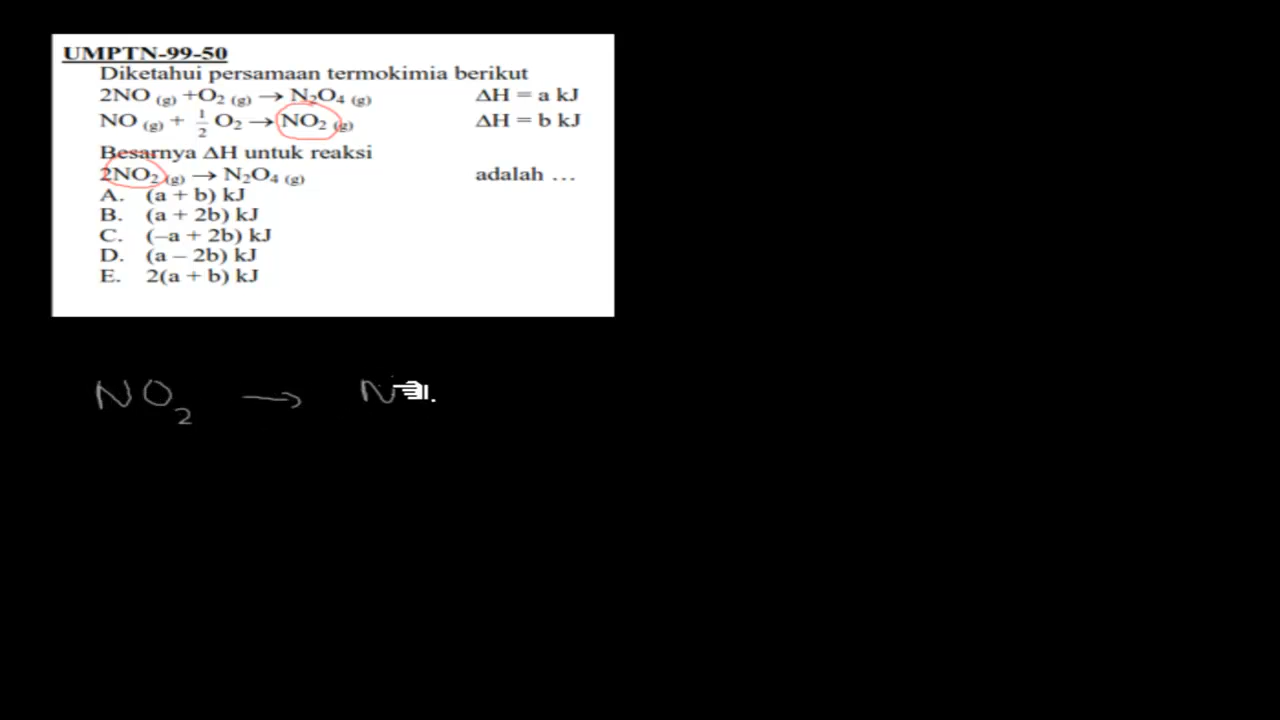 UMPTN-99-50
Diketahui persamaan termokimia berikut
2NO (g) +O₂ (g) → N₂O₄ (g) ΔH = a kJ
NO (g) + 1/2 O₂ → NO₂ (g) ΔH = b kJ
Besarnya ΔH untuk reaksi
2NO₂ (g) → N₂O₄ (g) adalah …
A. (a + b) kJ
B. (a + 2b) kJ
C. (–a + 2b) kJ
D. (a – 2b) kJ
E. 2(a + b) kJ
NO₂ → N